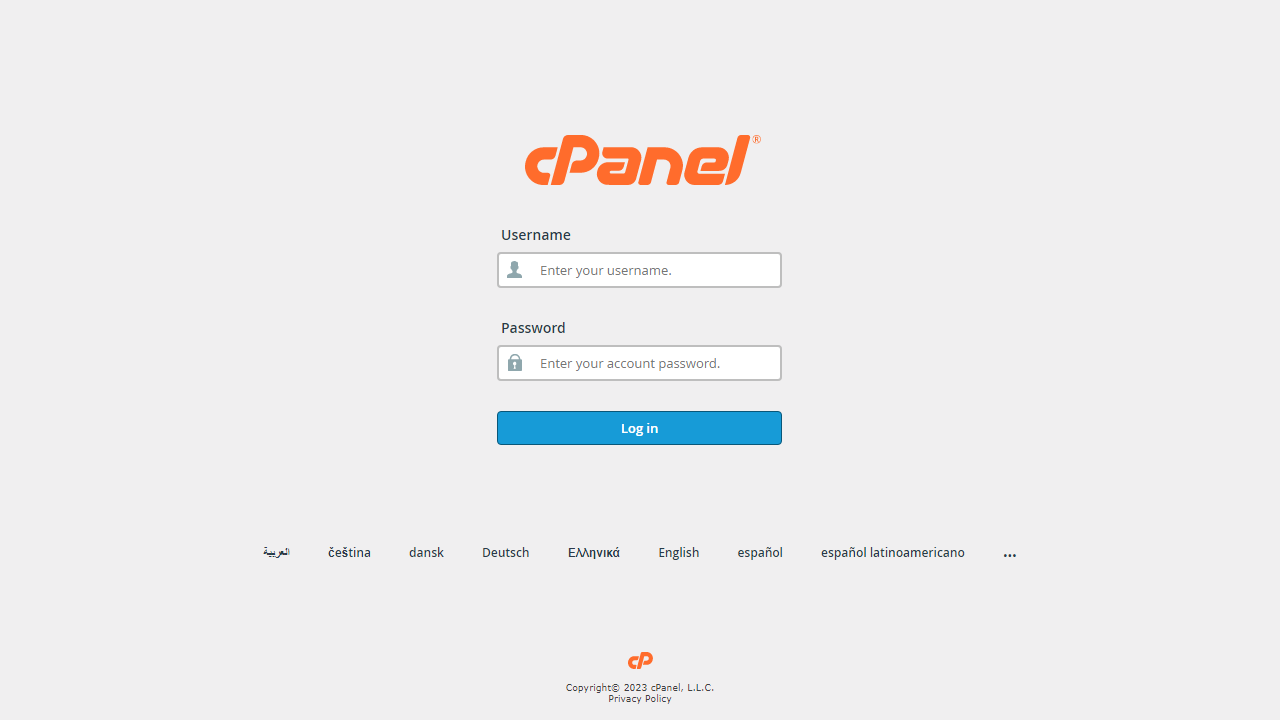 cPanel®
Username
Enter your username.
Password
Enter your account password.
Log in
العربية čeština dansk Deutsch Ελληνικά English español español latinoamericano ...
cP
Copyright© 2023 cPanel, L.L.C.
Privacy Policy